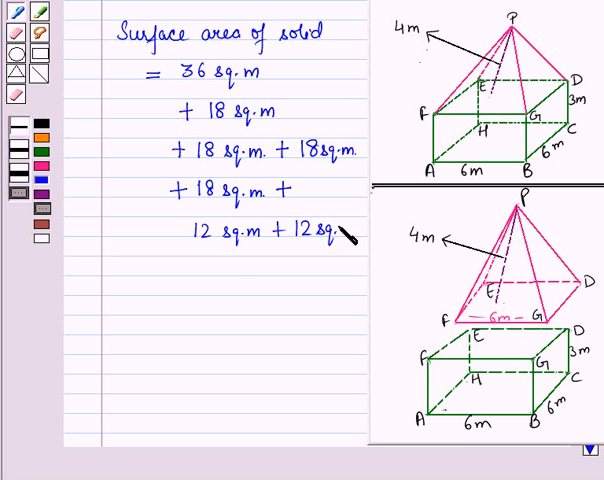 Surface area of solid
= 36 sq.m
+ 18 sq.m
+ 18 sq.m. + 18 sq.m.
+ 18 sq.m. +
12 sq.m + 12 sq.
P
4m
E
D
3m
F
G
H
C
6m
A
6m
B
P
4m
E
D
F
6m
G
E
D
F
G
3m
H
C
6m
A
6m
B